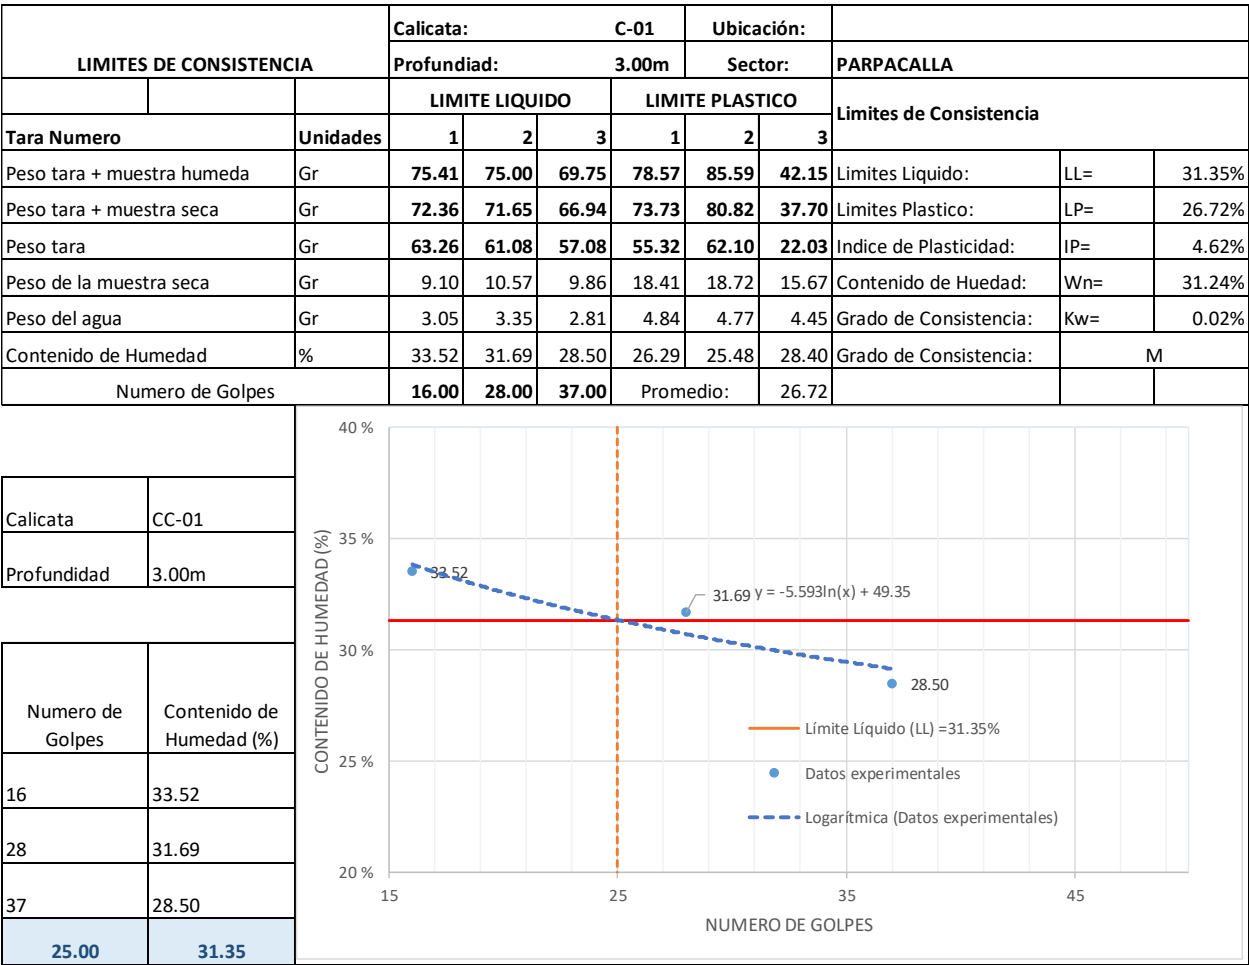 Calicata: C-01 Ubicación:
LIMITES DE CONSISTENCIA Profundiad: 3.00m Sector: PARPACALLA
LIMITE LIQUIDO LIMITE PLASTICO Limites de Consistencia
Tara Numero Unidades 1 2 3 1 2 3
Peso tara + muestra humeda Gr 75.41 75.00 69.75 78.57 85.59 42.15 Limites Liquido: LL= 31.35%
Peso tara + muestra seca Gr 72.36 71.65 66.94 73.73 80.82 37.70 Limites Plastico: LP= 26.72%
Peso tara Gr 63.26 61.08 57.08 55.32 62.10 22.03 Indice de Plasticidad: IP= 4.62%
Peso de la muestra seca Gr 9.10 10.57 9.86 18.41 18.72 15.67 Contenido de Huedad: Wn= 31.24%
Peso del agua Gr 3.05 3.35 2.81 4.84 4.77 4.45 Grado de Consistencia: Kw= 0.02%
Contenido de Humedad % 33.52 31.69 28.50 26.29 25.48 28.40 Grado de Consistencia: M
Numero de Golpes 16.00 28.00 37.00 Promedio: 26.72
Calicata CC-01
Profundidad 3.00m
Numero de Golpes Contenido de Humedad (%)
16 33.52
28 31.69
37 28.50
25.00 31.35
CONTENIDO DE HUMEDAD (%)
40 %
35 %
30 %
25 %
20 %
33.52
31.69 y = -5.593ln(x) + 49.35
28.50
Límite Líquido (LL) =31.35%
Datos experimentales
Logarítmica (Datos experimentales)
15 25 35 45
NUMERO DE GOLPES